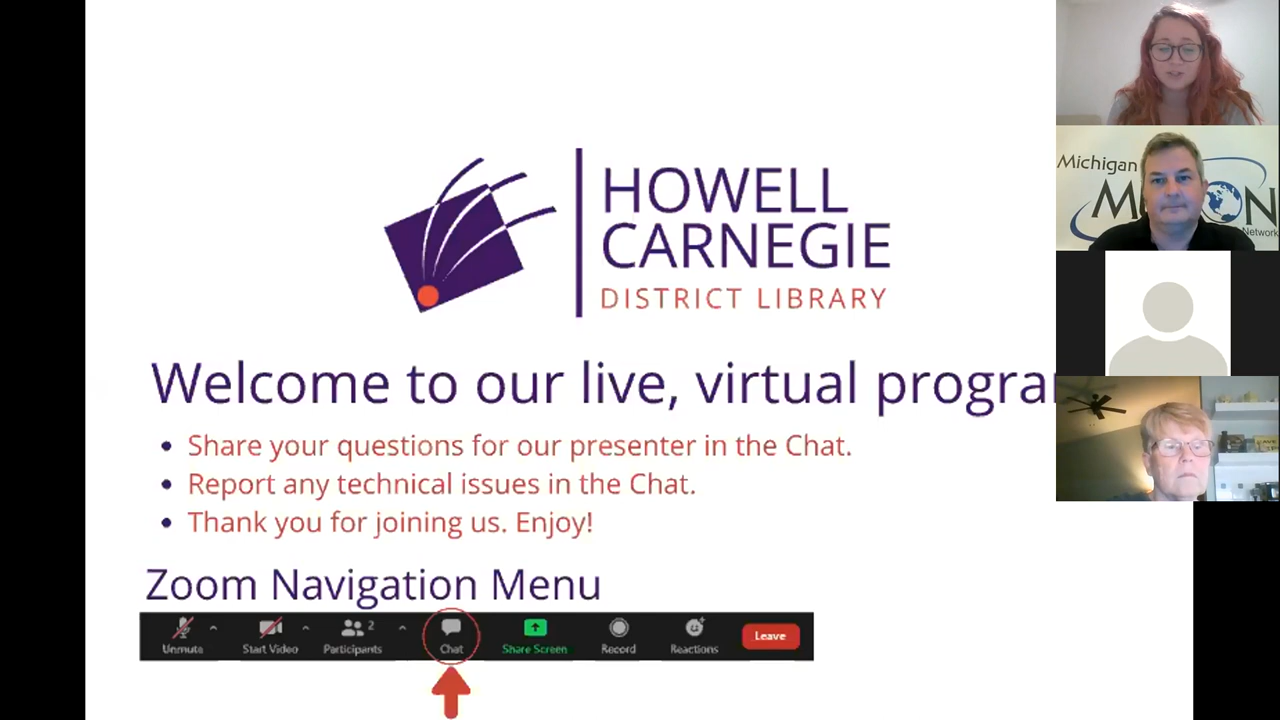 HOWELL
CARNEGIE
DISTRICT LIBRARY
Welcome to our live, virtual progra
• Share your questions for our presenter in the Chat.
• Report any technical issues in the Chat.
• Thank you for joining us. Enjoy!
Zoom Navigation Menu
Unmute Start Video Participants 2 Chat Share Screen Record Reactions Leave
Michigan
Network